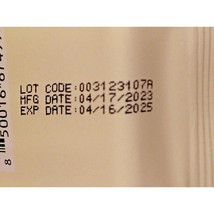 LOT CODE:003123107A
MFG DATE:04/17/2023
EXP DATE:04/16/2025